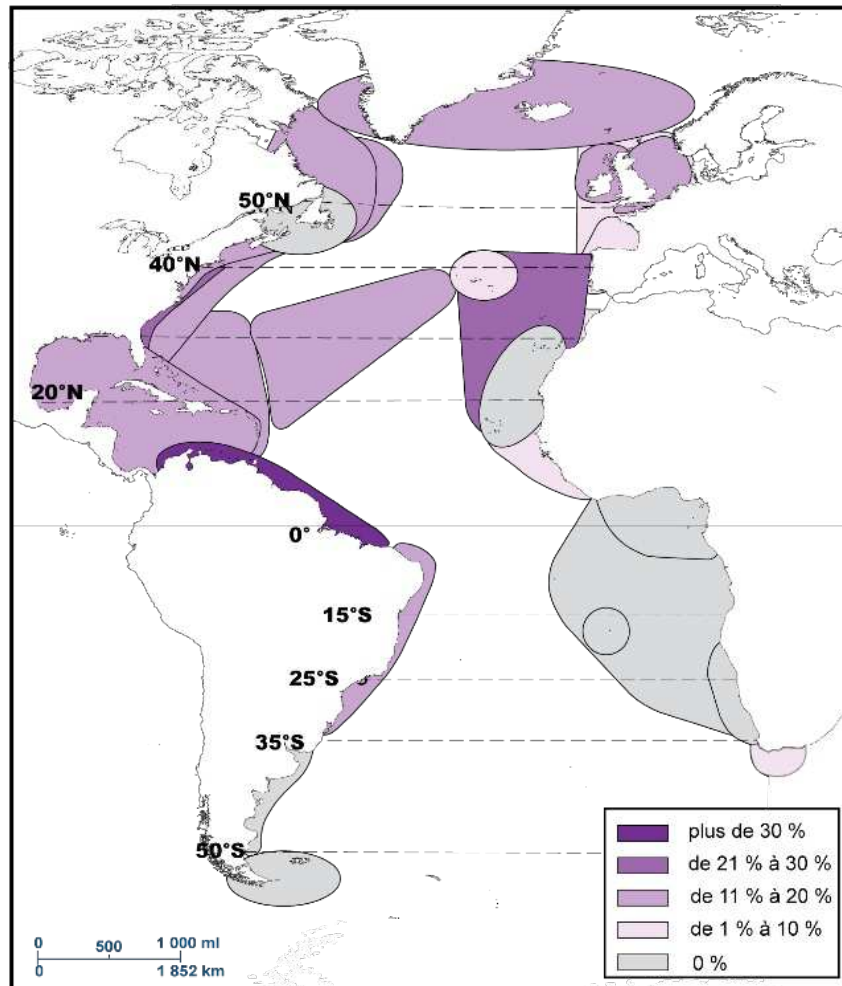 50°N
40°N
20°N
0°
15°S
25°S
35°S
50°S
plus de 30 %
de 21 % à 30 %
de 11 % à 20 %
de 1 % à 10 %
0 %
0 500 1 000 ml
0 1 852 km